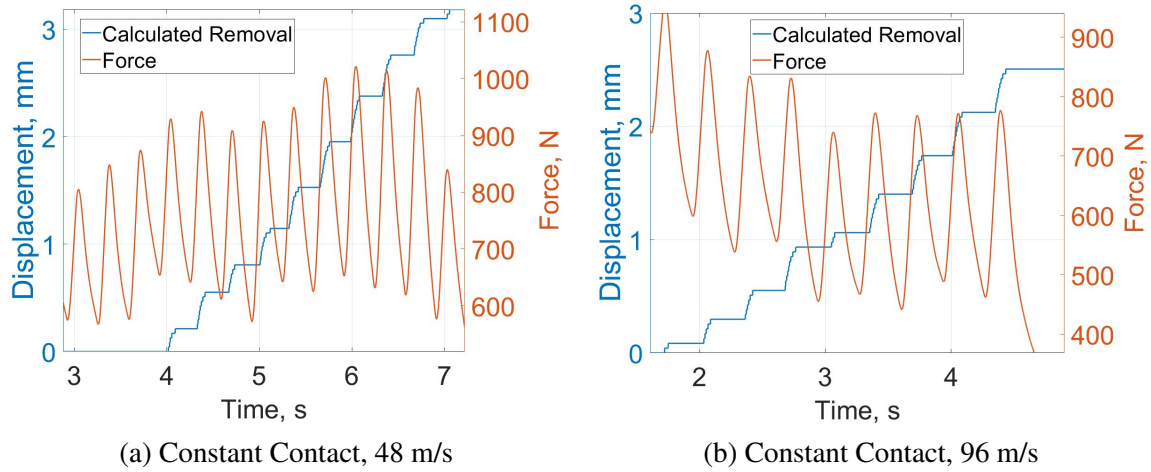 Calculated Removal
Force
Displacement, mm
3
2
1
0
1100
1000
900
800
700
600
Force, N
3
4
5
6
7
Time, s
(a) Constant Contact, 48 m/s
Calculated Removal
Force
Displacement, mm
3
2
1
0
900
800
700
600
500
400
Force, N
2
3
4
Time, s
(b) Constant Contact, 96 m/s